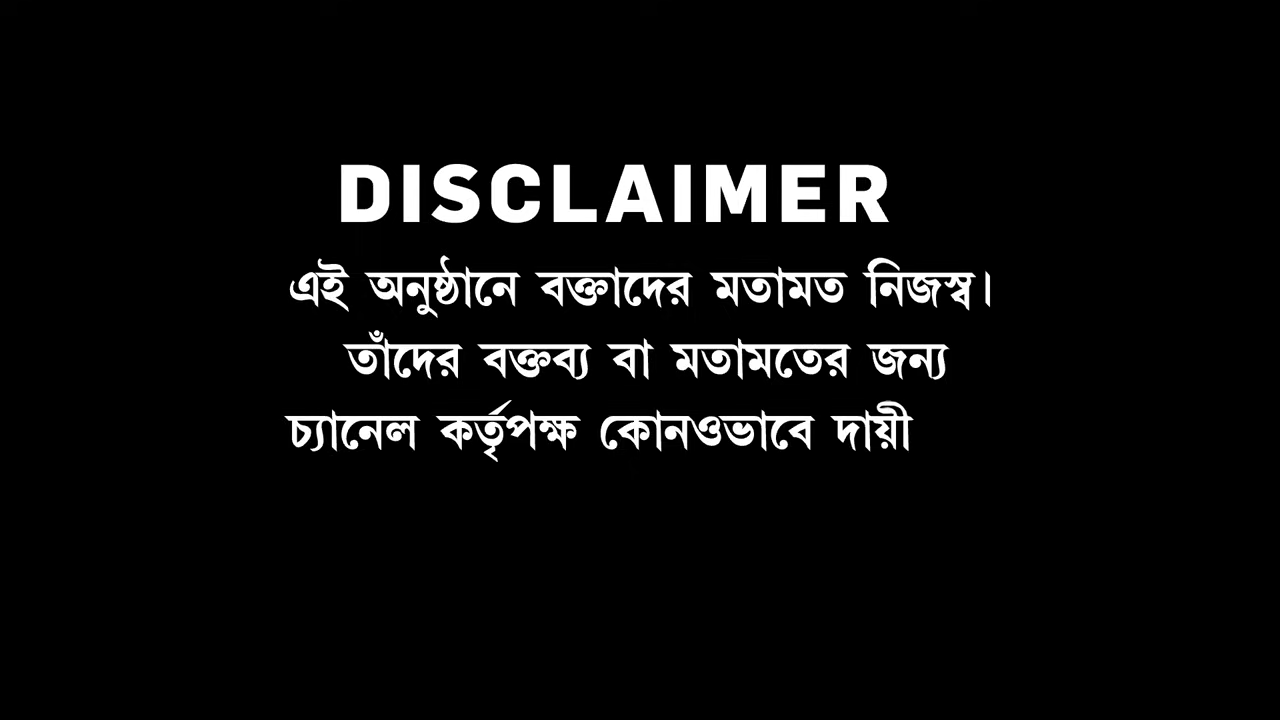 DISCLAIMER
এই অনুষ্ঠানে বক্তাদের মতামত নিজস্ব।
তাঁদের বক্তব্য বা মতামতের জন্য
চ্যানেল কর্তৃপক্ষ কোনওভাবে দায়ী